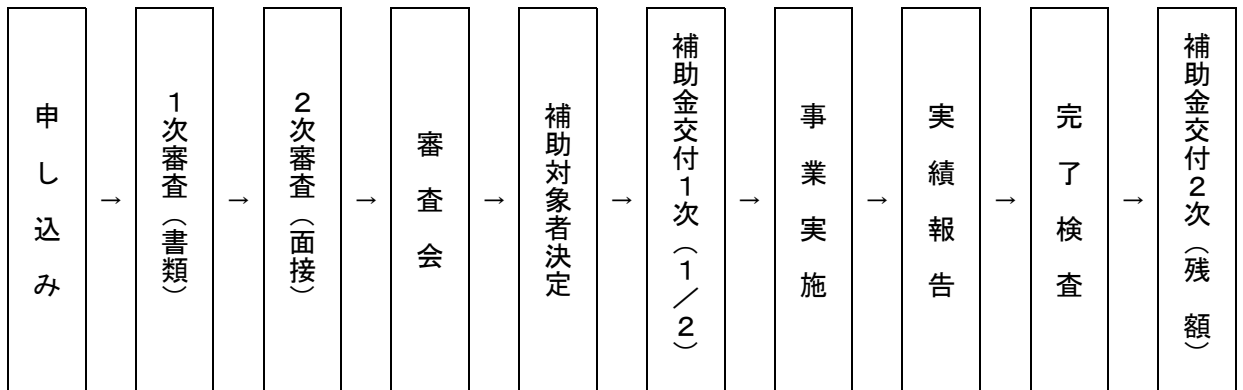 申し込み
→
1次審査（書類）
→
2次審査（面接）
→
審査会
→
補助対象者決定
→
補助金交付1次（1／2）
→
事業実施
→
実績報告
→
完了検査
→
補助金交付2次（残額）